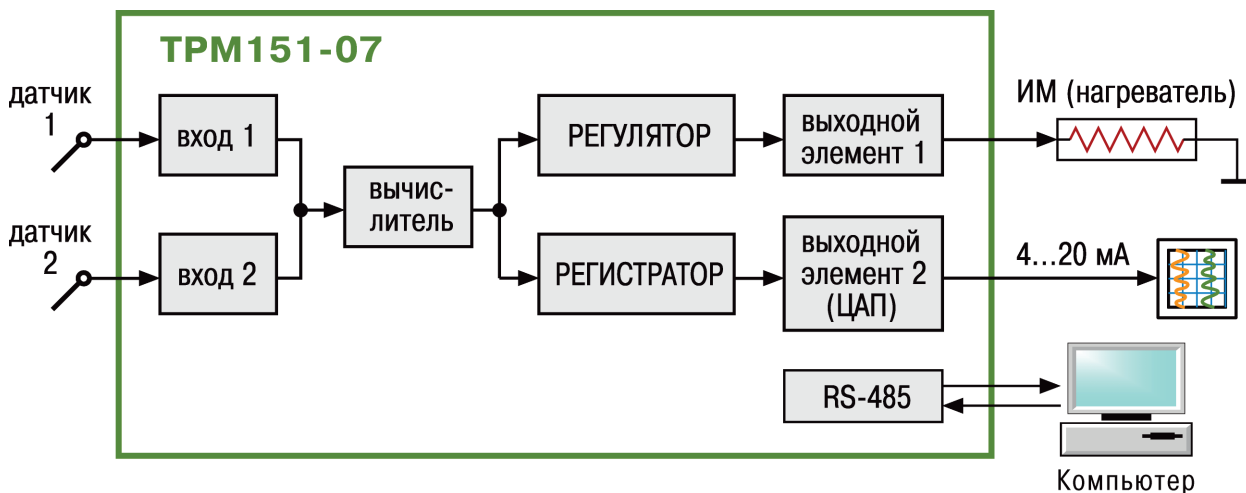 ТРМ151-07
датчик
1
вход 1
РЕГУЛЯТОР
выходной
элемент 1
ИМ (нагреватель)
вычис-
литель
датчик
2
вход 2
РЕГИСТРАТОР
выходной
элемент 2
(ЦАП)
4...20 мА
RS-485
Компьютер